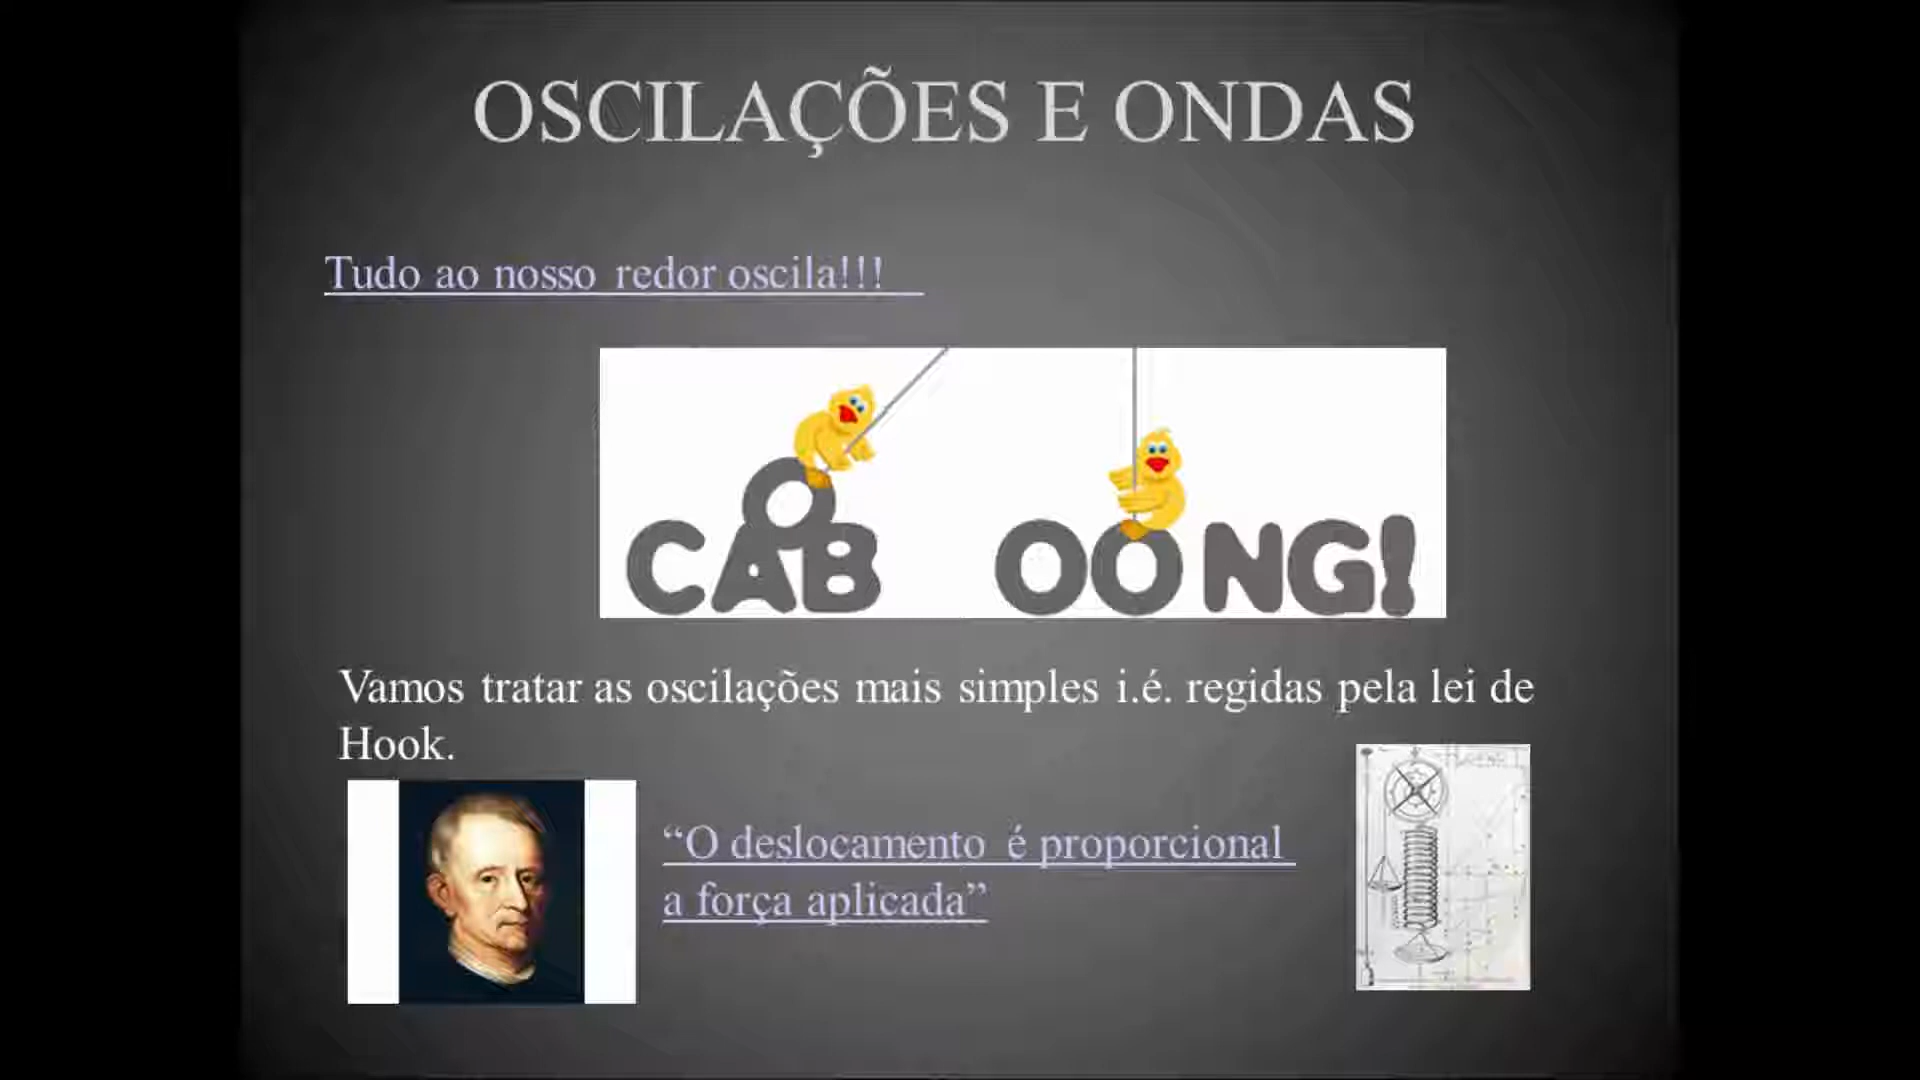 OSCILAÇÕES E ONDAS
Tudo ao nosso redor oscila!!!
CAOB OONG!
Vamos tratar as oscilações mais simples i.é. regidas pela lei de
Hook.
“O deslocamento é proporcional
a força aplicada”